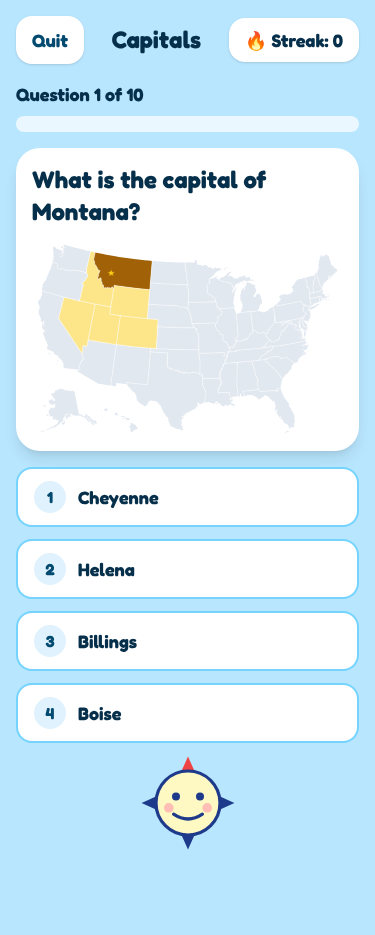 Quit
Capitals
🔥 Streak: 0
Question 1 of 10
What is the capital of
Montana?
1 Cheyenne
2 Helena
3 Billings
4 Boise